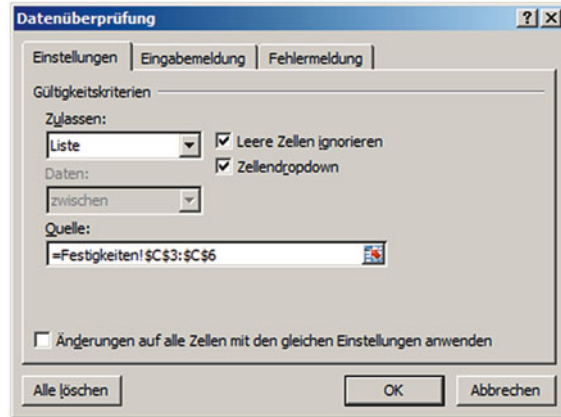 Datenüberprüfung
Einstellungen Eingabemeldung Fehlermeldung
Gültigkeitskriterien
Zulassen:
Liste
Leere Zellen ignorieren
Zellendropdown
Daten:
zwischen
Quelle:
=Festigkeiten!$C$3:$C$6
Änderungen auf alle Zellen mit den gleichen Einstellungen anwenden
Alle löschen OK Abbrechen